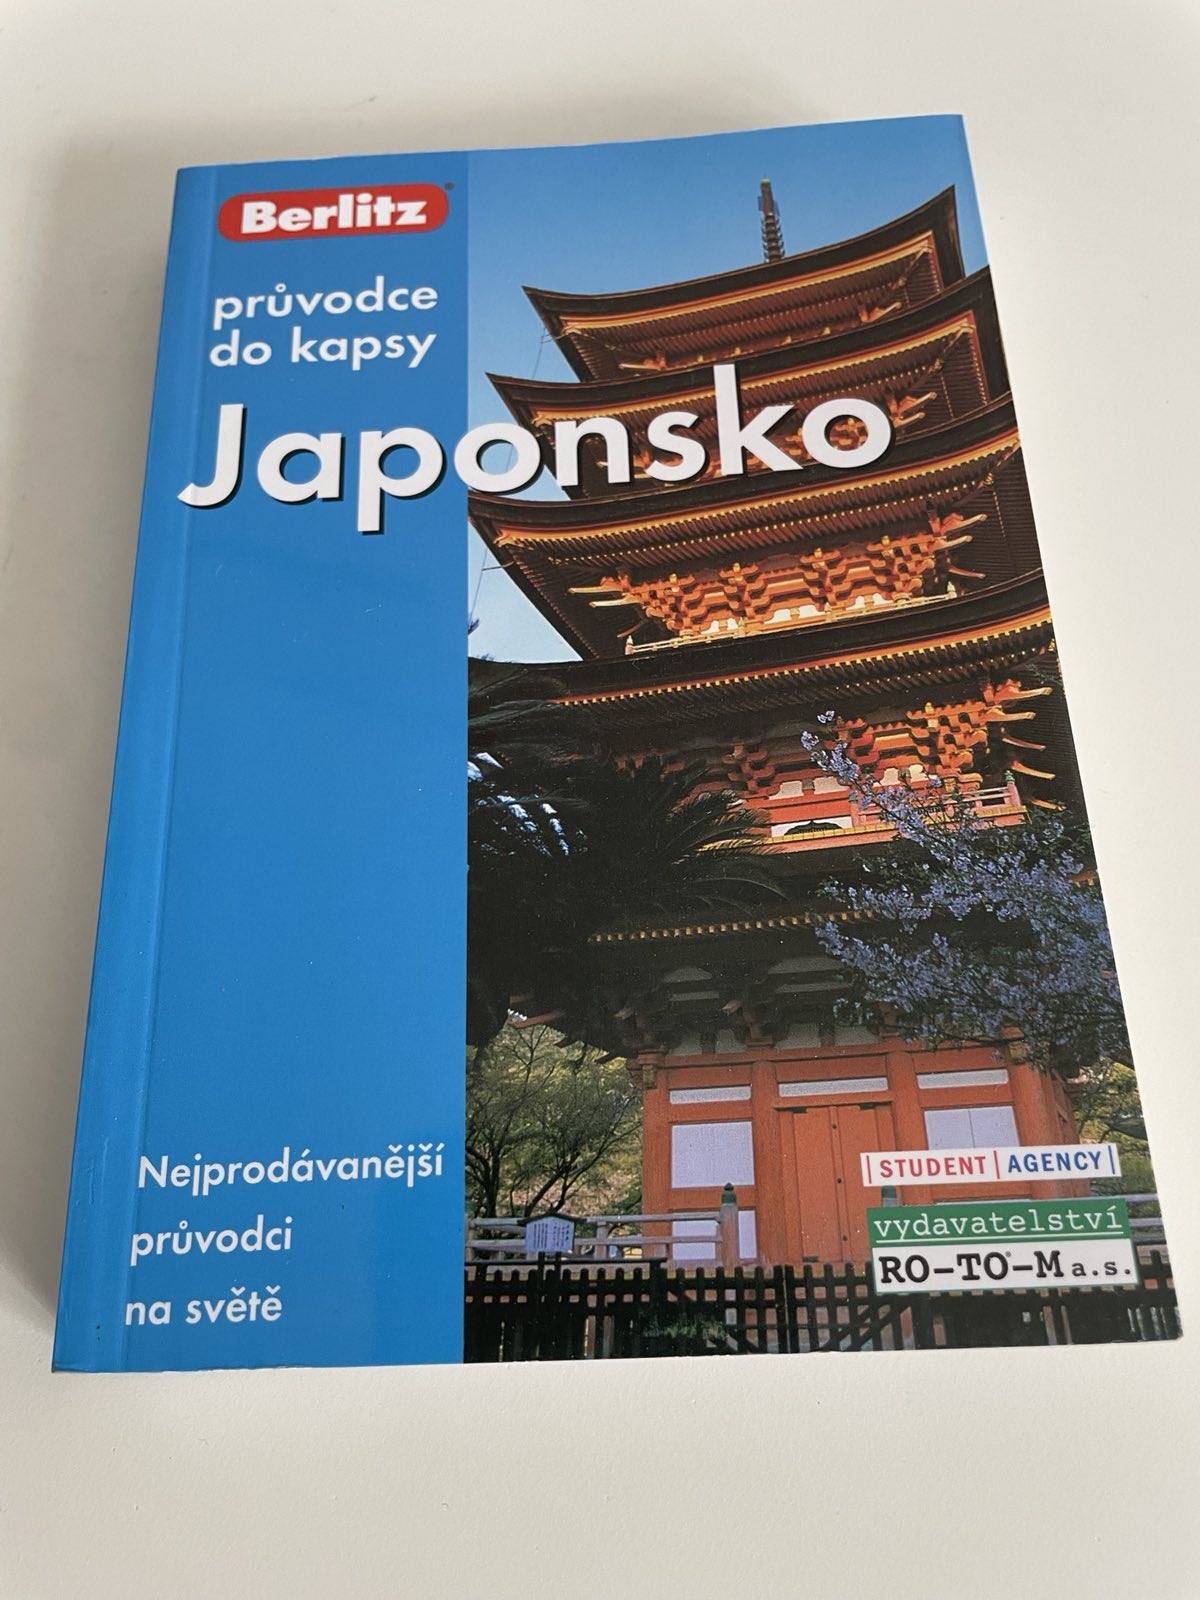 Berlitz®
průvodce
do kapsy
Japonsko
Nejprodávanější
průvodci
na světě
|STUDENT|AGENCY|
vydavatelství
RO-TO®-M a.s.